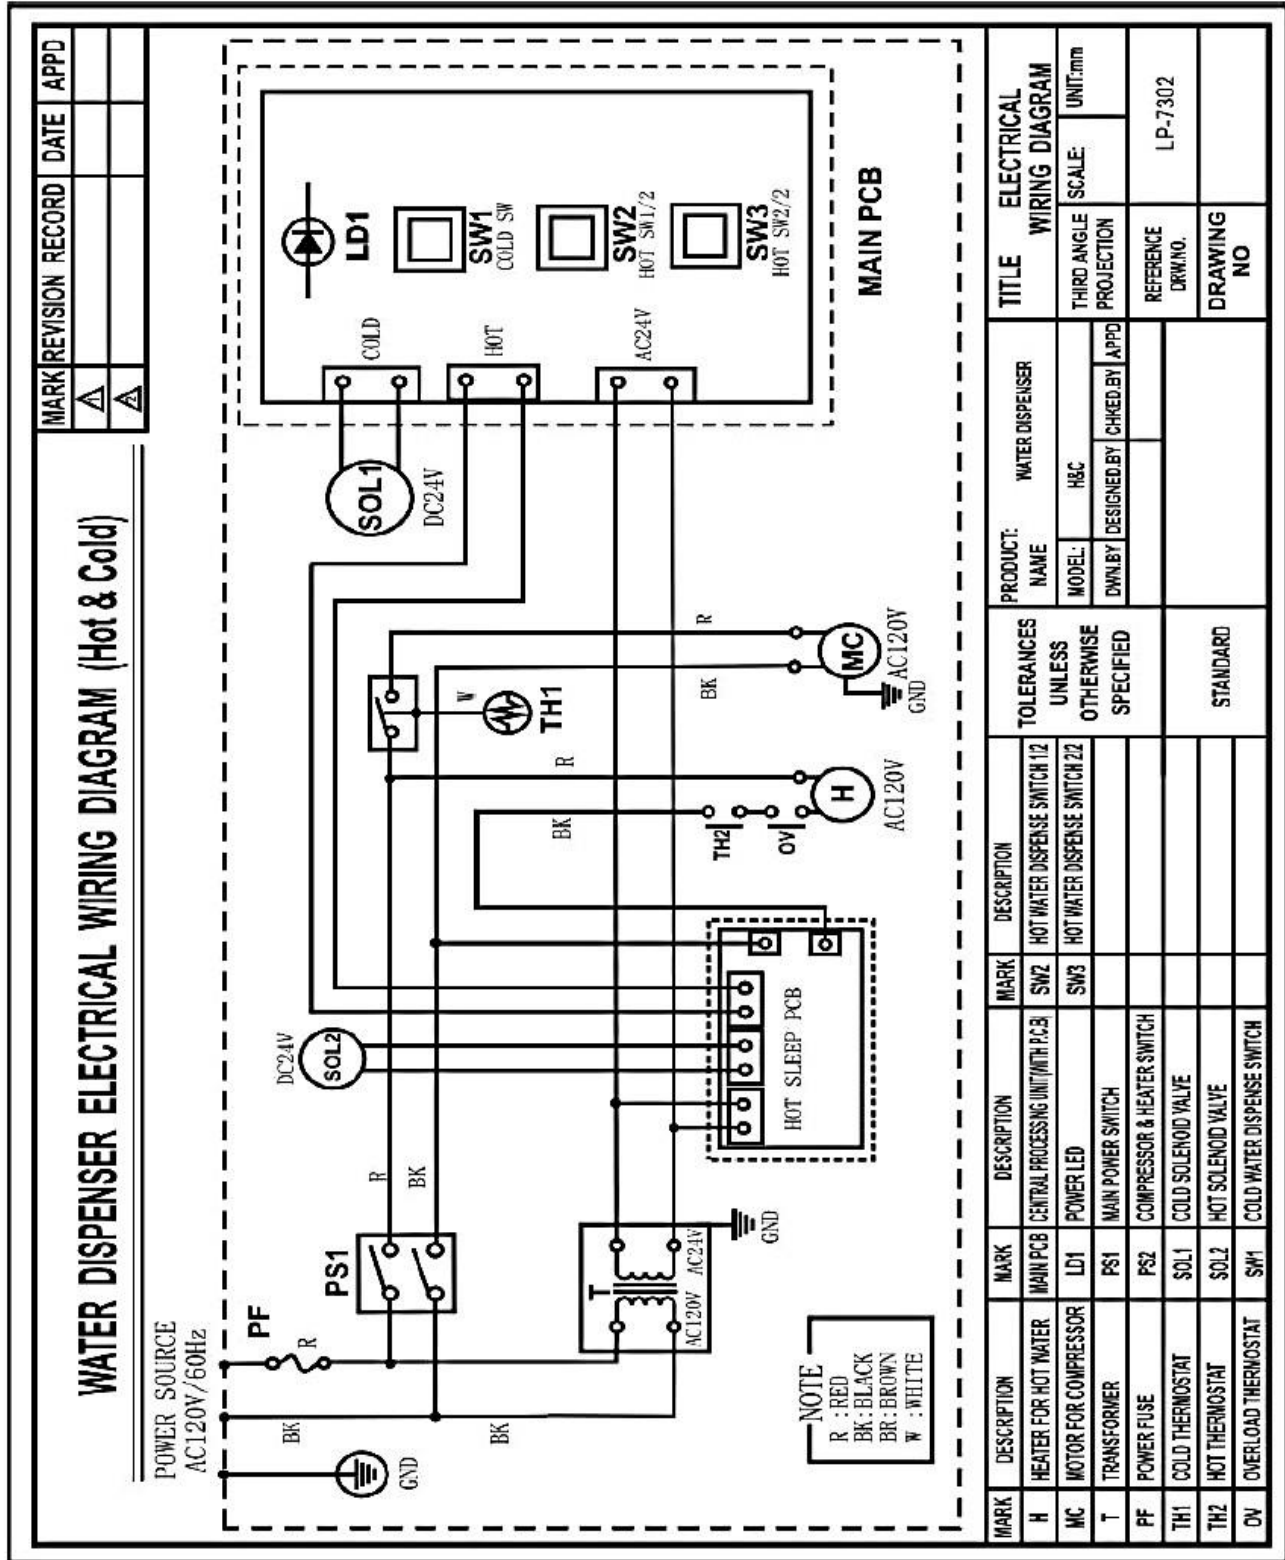 WATER DISPENSER ELECTRICAL WIRING DIAGRAM (Hot & Cold)
MARK REVISION RECORD DATE APPD
1
2
POWER SOURCE
AC120V/60Hz
BK
GND
PF
R
PS1
R
BK
BK
T
AC120V AC24V
GND
DC24V
SOL2
HOT SLEEP PCB
BK
R
TH2
OV
H
AC120V
W
TH1
BK
R
MC
AC120V
GND
SOL1
DC24V
COLD
HOT
AC24V
LD1
SW1
COLD SW
SW2
HOT SW1/2
SW3
HOT SW2/2
MAIN PCB
NOTE
R :RED
BK:BLACK
BR:BROWN
W :WHITE
MARK DESCRIPTION MARK DESCRIPTION MARK DESCRIPTION
H HEATER FOR HOT WATER MAIN PCB CENTRAL PROCESSING UNIT(WITH P.C.B) SW2 HOT WATER DISPENSE SWITCH 1/2
MC MOTOR FOR COMPRESSOR LD1 POWER LED SW3 HOT WATER DISPENSE SWITCH 2/2
T TRANSFORMER PS1 MAIN POWER SWITCH
PF POWER FUSE PS2 COMPRESSOR & HEATER SWITCH
TH1 COLD THERMOSTAT SOL1 COLD SOLENOID VALVE
TH2 HOT THERMOSTAT SOL2 HOT SOLENOID VALVE
OV OVERLOAD THERMOSTAT SW1 COLD WATER DISPENSE SWITCH
TOLERANCES
UNLESS
OTHERWISE
SPECIFIED
STANDARD
PRODUCT:
NAME
WATER DISPENSER
MODEL: H&C
DWN.BY DESIGNED.BY CHKED.BY APPD
TITLE ELECTRICAL
WIRING DIAGRAM
THIRD ANGLE
PROJECTION
SCALE: UNIT:mm
REFERENCE
DRW.NO.
LP-7302
DRAWING
NO